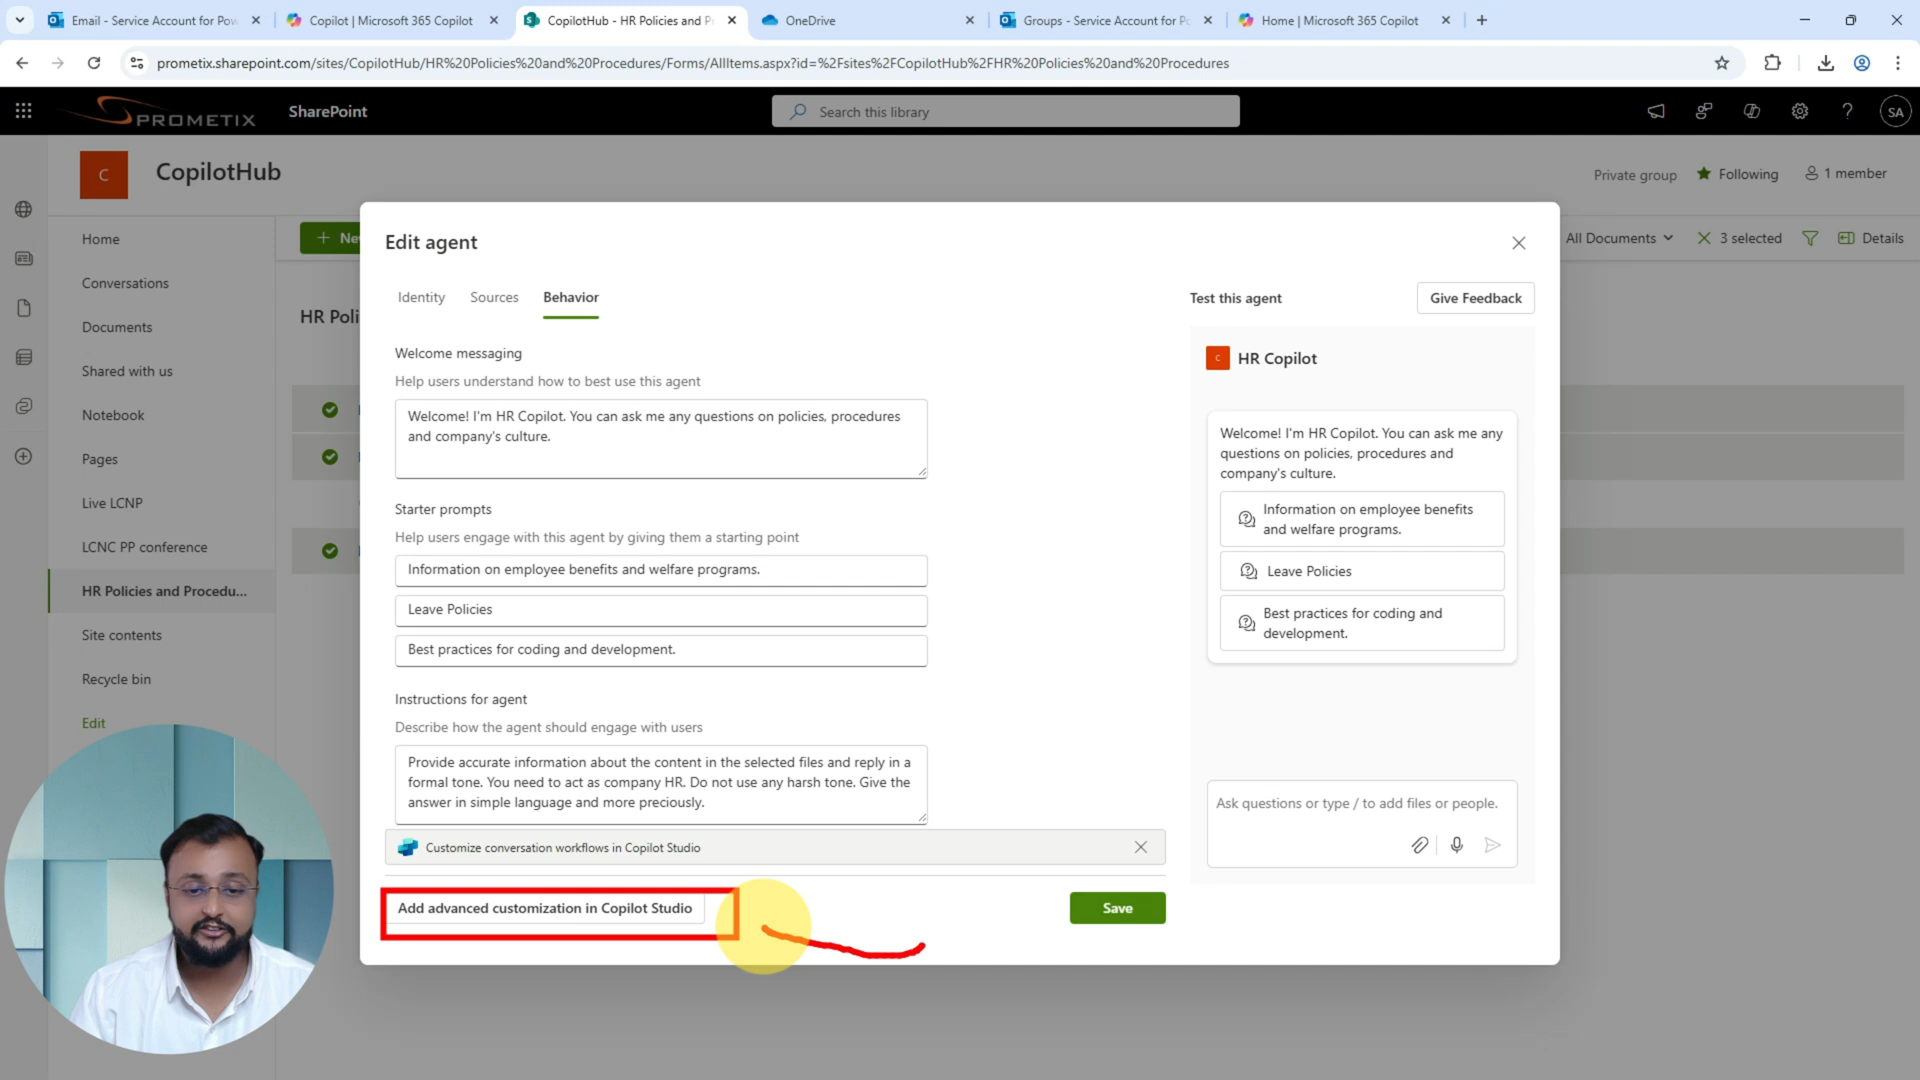 Email - Service Account for Pow
Copilot | Microsoft 365 Copilot
CopilotHub - HR Policies and Pr
OneDrive
Groups - Service Account for Po
Home | Microsoft 365 Copilot
prometix.sharepoint.com/sites/CopilotHub/HR%20Policies%20and%20Procedures/Forms/AllItems.aspx?id=%2Fsites%2FCopilotHub%2FHR%20Policies%20and%20Procedures
PROMETIX
SharePoint
Search this library
SA
C
CopilotHub
Private group
Following
1 member
Home
Conversations
Documents
Shared with us
Notebook
Pages
Live LCNP
LCNC PP conference
HR Policies and Procedu...
Site contents
Recycle bin
Edit
+ Ne
All Documents
3 selected
Details
HR Poli
Edit agent
Identity
Sources
Behavior
Welcome messaging
Help users understand how to best use this agent
Welcome! I'm HR Copilot. You can ask me any questions on policies, procedures
and company's culture.
Starter prompts
Help users engage with this agent by giving them a starting point
Information on employee benefits and welfare programs.
Leave Policies
Best practices for coding and development.
Instructions for agent
Describe how the agent should engage with users
Provide accurate information about the content in the selected files and reply in a
formal tone. You need to act as company HR. Do not use any harsh tone. Give the
answer in simple language and more preciously.
Customize conversation workflows in Copilot Studio
Add advanced customization in Copilot Studio
Save
Test this agent
Give Feedback
C
HR Copilot
Welcome! I'm HR Copilot. You can ask me any
questions on policies, procedures and
company's culture.
Information on employee benefits
and welfare programs.
Leave Policies
Best practices for coding and
development.
Ask questions or type / to add files or people.